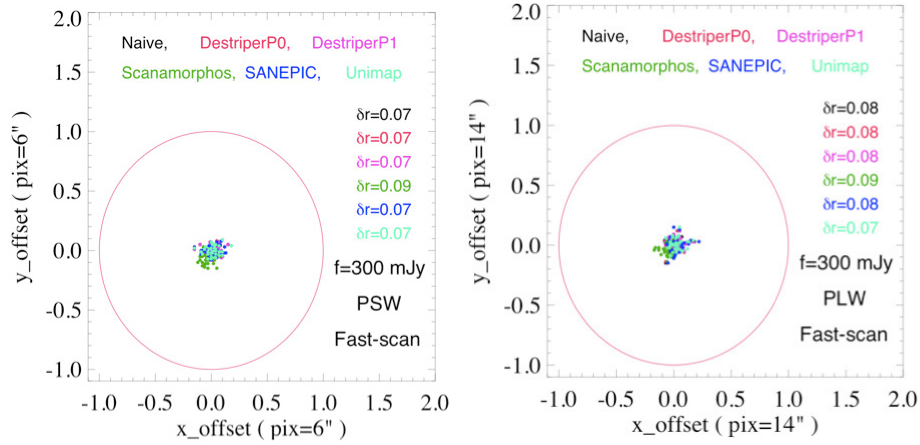 2.0
1.5
1.0
0.5
0.0
-0.5
-1.0
y_offset ( pix=6" )
Naive, DestriperP0, DestriperP1
Scanamorphos, SANEPIC, Unimap
δr=0.07
δr=0.07
δr=0.07
δr=0.09
δr=0.07
δr=0.07
f=300 mJy
PSW
Fast-scan
-1.0 -0.5 0.0 0.5 1.0 1.5 2.0
x_offset ( pix=6" )
2.0
1.5
1.0
0.5
0.0
-0.5
-1.0
y_offset ( pix=14" )
Naive, DestriperP0, DestriperP1
Scanamorphos, SANEPIC, Unimap
δr=0.08
δr=0.08
δr=0.08
δr=0.09
δr=0.08
δr=0.07
f=300 mJy
PLW
Fast-scan
-1.0 -0.5 0.0 0.5 1.0 1.5 2.0
x_offset ( pix=14" )